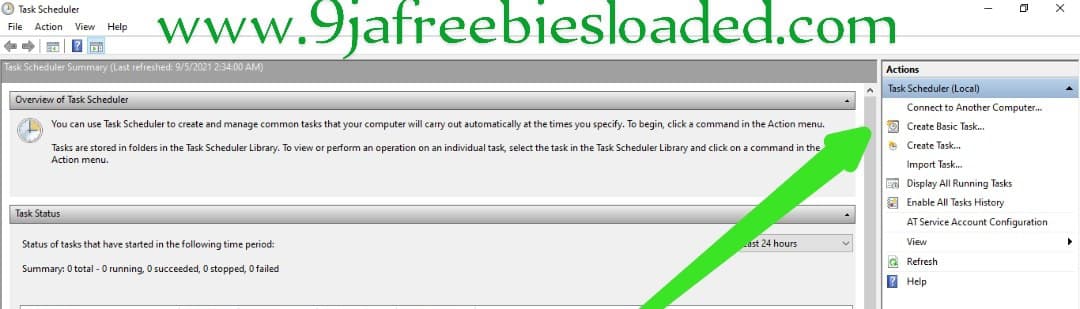 Task Scheduler
www.9jafreebiesloaded.com
File Action View Help
Task Scheduler Summary (Last refreshed: 9/5/2021 2:34:00 AM)
Overview of Task Scheduler
You can use Task Scheduler to create and manage common tasks that your computer will carry out automatically at the times you specify. To begin, click a command in the Action menu.
Tasks are stored in folders in the Task Scheduler Library. To view or perform an operation on an individual task, select the task in the Task Scheduler Library and click on a command in the
Action menu.
Task Status
Status of tasks that have started in the following time period:
24 hours
Summary: 0 total - 0 running, 0 succeeded, 0 stopped, 0 failed
Actions
Task Scheduler (Local)
Connect to Another Computer...
Create Basic Task...
Create Task...
Import Task...
Display All Running Tasks
Enable All Tasks History
AT Service Account Configuration
View
Refresh
Help